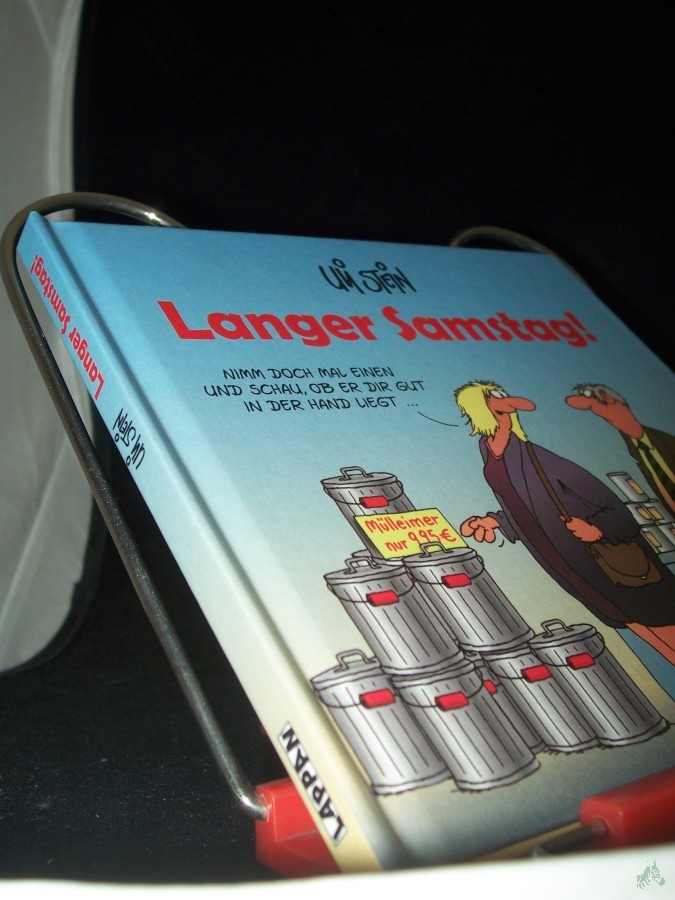 Uli Stein
Langer Samstag!
NIMM DOCH MAL EINEN
UND SCHAU, OB ER DIR GUT
IN DER HAND LIEGT ...
Mülleimer
nur 9,95 €
Langer Samstag!
Uli Stein
LAPPAN